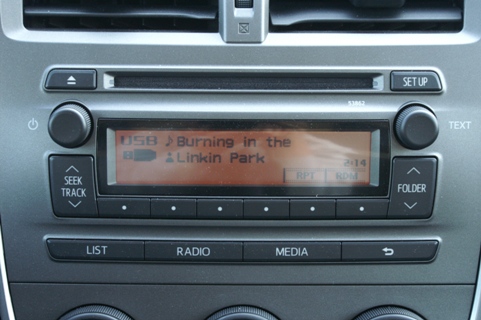 SET UP
53862
TEXT
USB ♪ Burning in the
Linkin Park
2:14
RPT RDM
SEEK
TRACK
FOLDER
LIST
RADIO
MEDIA